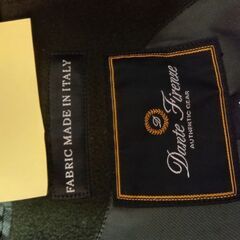 FABRIC MADE IN ITALY
D
Dante Firenze
AUTHENTIC GEAR